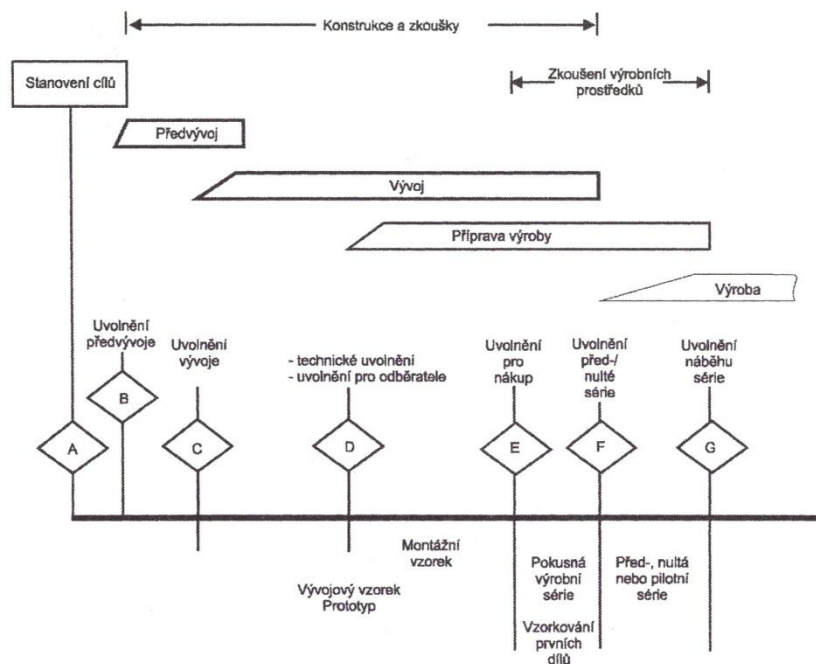 Konstrukce a zkoušky
Zkoušení výrobních
prostředků
Stanovení cílů
Předvývoj
Vývoj
Příprava výroby
Výroba
Uvolnění
předvývoje
Uvolnění
vývoje
- technické uvolnění
- uvolnění pro odběratele
Uvolnění
pro
nákup
Uvolnění
před-/
nulté
série
Uvolnění
náběhu
série
A
B
C
D
E
F
G
Montážní
vzorek
Vývojový vzorek
Prototyp
Pokusná
výrobní
série
Vzorkování
prvních
dílů
Před-, nultá
nebo pilotní
série